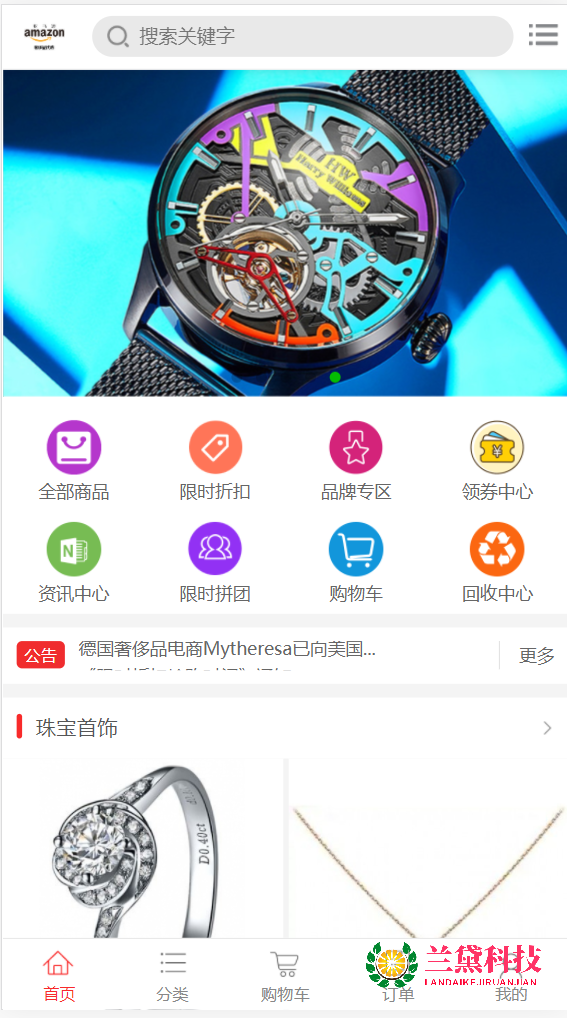 amazon
搜索关键字
HW
Harry Williams
全部商品
限时折扣
品牌专区
领券中心
资讯中心
限时拼团
购物车
回收中心
公告
德国奢侈品电商Mytheresa已向美国...
更多
珠宝首饰
D0.40ct
兰黛科技
LANDAIKEJIRUANJIAN
首页
分类
购物车
订单
我的